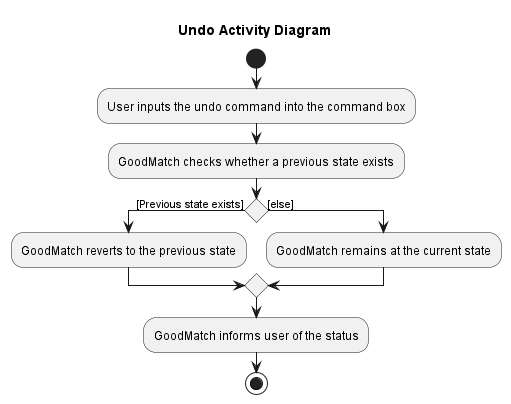 Undo Activity Diagram
User inputs the undo command into the command box
GoodMatch checks whether a previous state exists
[Previous state exists]
[else]
GoodMatch reverts to the previous state
GoodMatch remains at the current state
GoodMatch informs user of the status